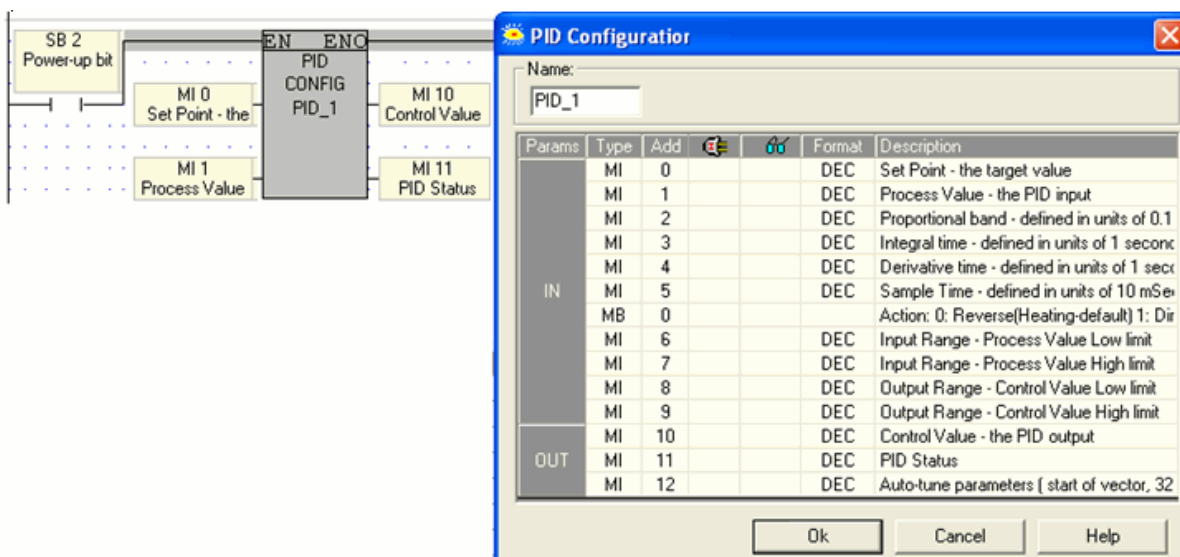 SB 2
Power-up bit
EN ENO
PID
CONFIG
PID_1
MI 0
Set Point - the
MI 10
Control Value
MI 1
Process Value
MI 11
PID Status
PID Configuration
Name:
PID_1
Params Type Add Format Description
IN
MI 0 DEC Set Point - the target value
MI 1 DEC Process Value - the PID input
MI 2 DEC Proportional band - defined in units of 0.1
MI 3 DEC Integral time - defined in units of 1 second
MI 4 DEC Derivative time - defined in units of 1 sec
MI 5 DEC Sample Time - defined in units of 10 mSe
MB 0 Action: 0: Reverse(Heating-default) 1: Dir
MI 6 DEC Input Range - Process Value Low limit
MI 7 DEC Input Range - Process Value High limit
MI 8 DEC Output Range - Control Value Low limit
MI 9 DEC Output Range - Control Value High limit
OUT
MI 10 DEC Control Value - the PID output
MI 11 DEC PID Status
MI 12 DEC Auto-tune parameters ( start of vector, 32
Ok Cancel Help